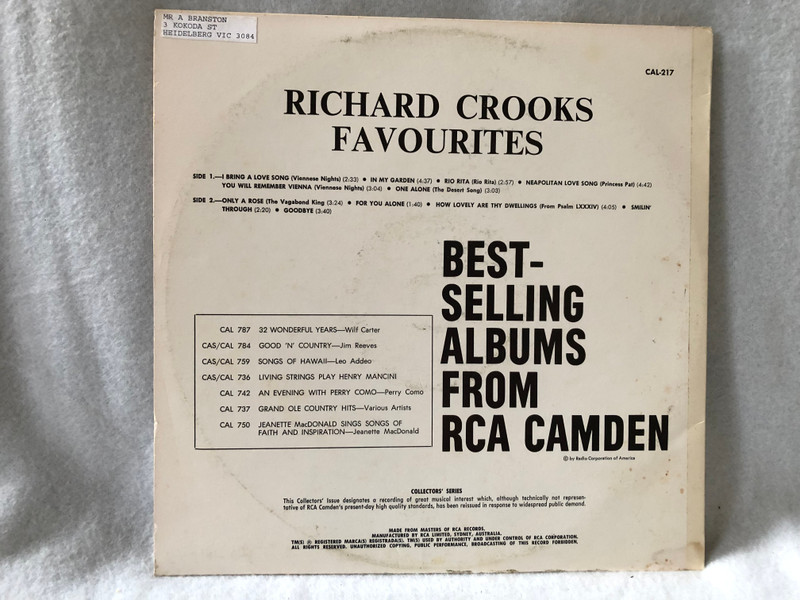 MR A BRANSTON
3 KOKODA ST
HEIDELBERG VIC 3084
CAL-217
RICHARD CROOKS
FAVOURITES
SIDE 1.—I BRING A LOVE SONG (Viennese Nights) (2:33) ● IN MY GARDEN (4:37) ● RIO RITA (Rio Rita) (2:57) ● NEAPOLITAN LOVE SONG (Princess Pat) (4:42)
YOU WILL REMEMBER VIENNA (Viennese Nights) (3:04) ● ONE ALONE (The Desert Song) (3:03)
SIDE 2.—ONLY A ROSE (The Vagabond King (3:24) ● FOR YOU ALONE (1:40) ● HOW LOVELY ARE THY DWELLINGS (From Psalm LXXXIV) (4:05) ● SMILIN'
THROUGH (2:20) ● GOODBYE (3:40)
BEST-
SELLING
ALBUMS
FROM
RCA CAMDEN
© by Radio Corporation of America
CAL 787 32 WONDERFUL YEARS—Wilf Carter
CAS/CAL 784 GOOD 'N' COUNTRY—Jim Reeves
CAS/CAL 759 SONGS OF HAWAII—Leo Addeo
CAS/CAL 736 LIVING STRINGS PLAY HENRY MANCINI
CAL 742 AN EVENING WITH PERRY COMO—Perry Como
CAL 737 GRAND OLE COUNTRY HITS—Various Artists
CAL 750 JEANETTE MacDONALD SINGS SONGS OF
FAITH AND INSPIRATION—Jeanette MacDonald
COLLECTORS' SERIES
This Collectors' Issue designates a recording of great musical interest which, although technically not represen-
tative of RCA Camden's present-day high quality standards, has been reissued in response to widespread public demand.
MADE FROM MASTERS OF RCA RECORDS.
MANUFACTURED BY RCA LIMITED, SYDNEY, AUSTRALIA.
TM(S) ® REGISTERED MARCA(S) REGISTRADA(S). TM(S) USED BY AUTHORITY AND UNDER CONTROL OF RCA CORPORATION.
ALL RIGHTS RESERVED. UNAUTHORIZED COPYING, PUBLIC PERFORMANCE, BROADCASTING OF THIS RECORD FORBIDDEN.